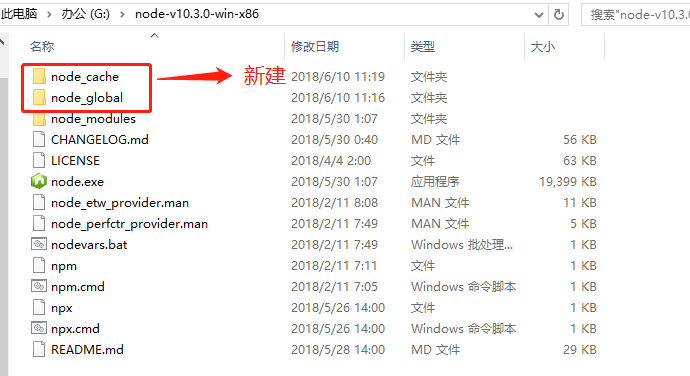 此电脑 > 办公 (G:) > node-v10.3.0-win-x86
搜索"node-v10.3.0-win
名称 修改日期 类型 大小
node_cache 2018/6/10 11:19 文件夹
node_global 2018/6/10 11:16 文件夹
新建
node_modules 2018/5/30 1:07 文件夹
CHANGELOG.md 2018/5/30 0:40 MD 文件 56 KB
LICENSE 2018/4/4 2:00 文件 63 KB
node.exe 2018/5/30 1:07 应用程序 19,399 KB
node_etw_provider.man 2018/2/11 8:08 MAN 文件 11 KB
node_perfctr_provider.man 2018/2/11 7:49 MAN 文件 5 KB
nodevars.bat 2018/2/11 7:49 Windows 批处理... 1 KB
npm 2018/2/11 7:11 文件 1 KB
npm.cmd 2018/2/11 7:05 Windows 命令脚本 1 KB
npx 2018/5/26 14:00 文件 1 KB
npx.cmd 2018/5/26 14:00 Windows 命令脚本 1 KB
README.md 2018/5/28 14:00 MD 文件 29 KB